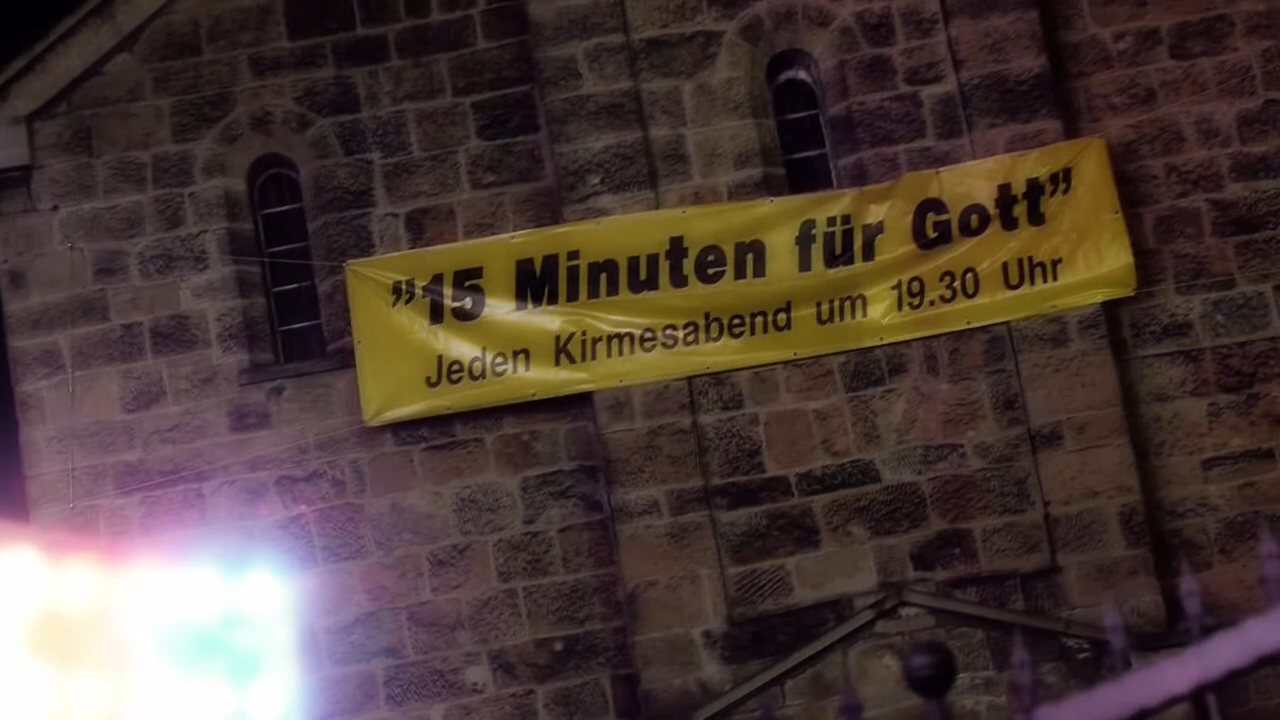 ”15 Minuten für Gott”
Jeden Kirmesabend um 19.30 Uhr